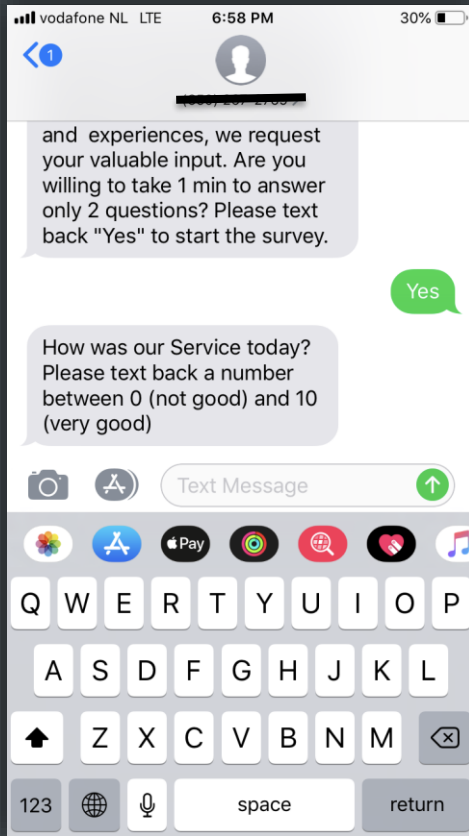 vodafone NL LTE 6:58 PM 30%
1
and experiences, we request
your valuable input. Are you
willing to take 1 min to answer
only 2 questions? Please text
back "Yes" to start the survey.
Yes
How was our Service today?
Please text back a number
between 0 (not good) and 10
(very good)
Text Message
Pay
Q W E R T Y U I O P
A S D F G H J K L
Z X C V B N M
123 space return